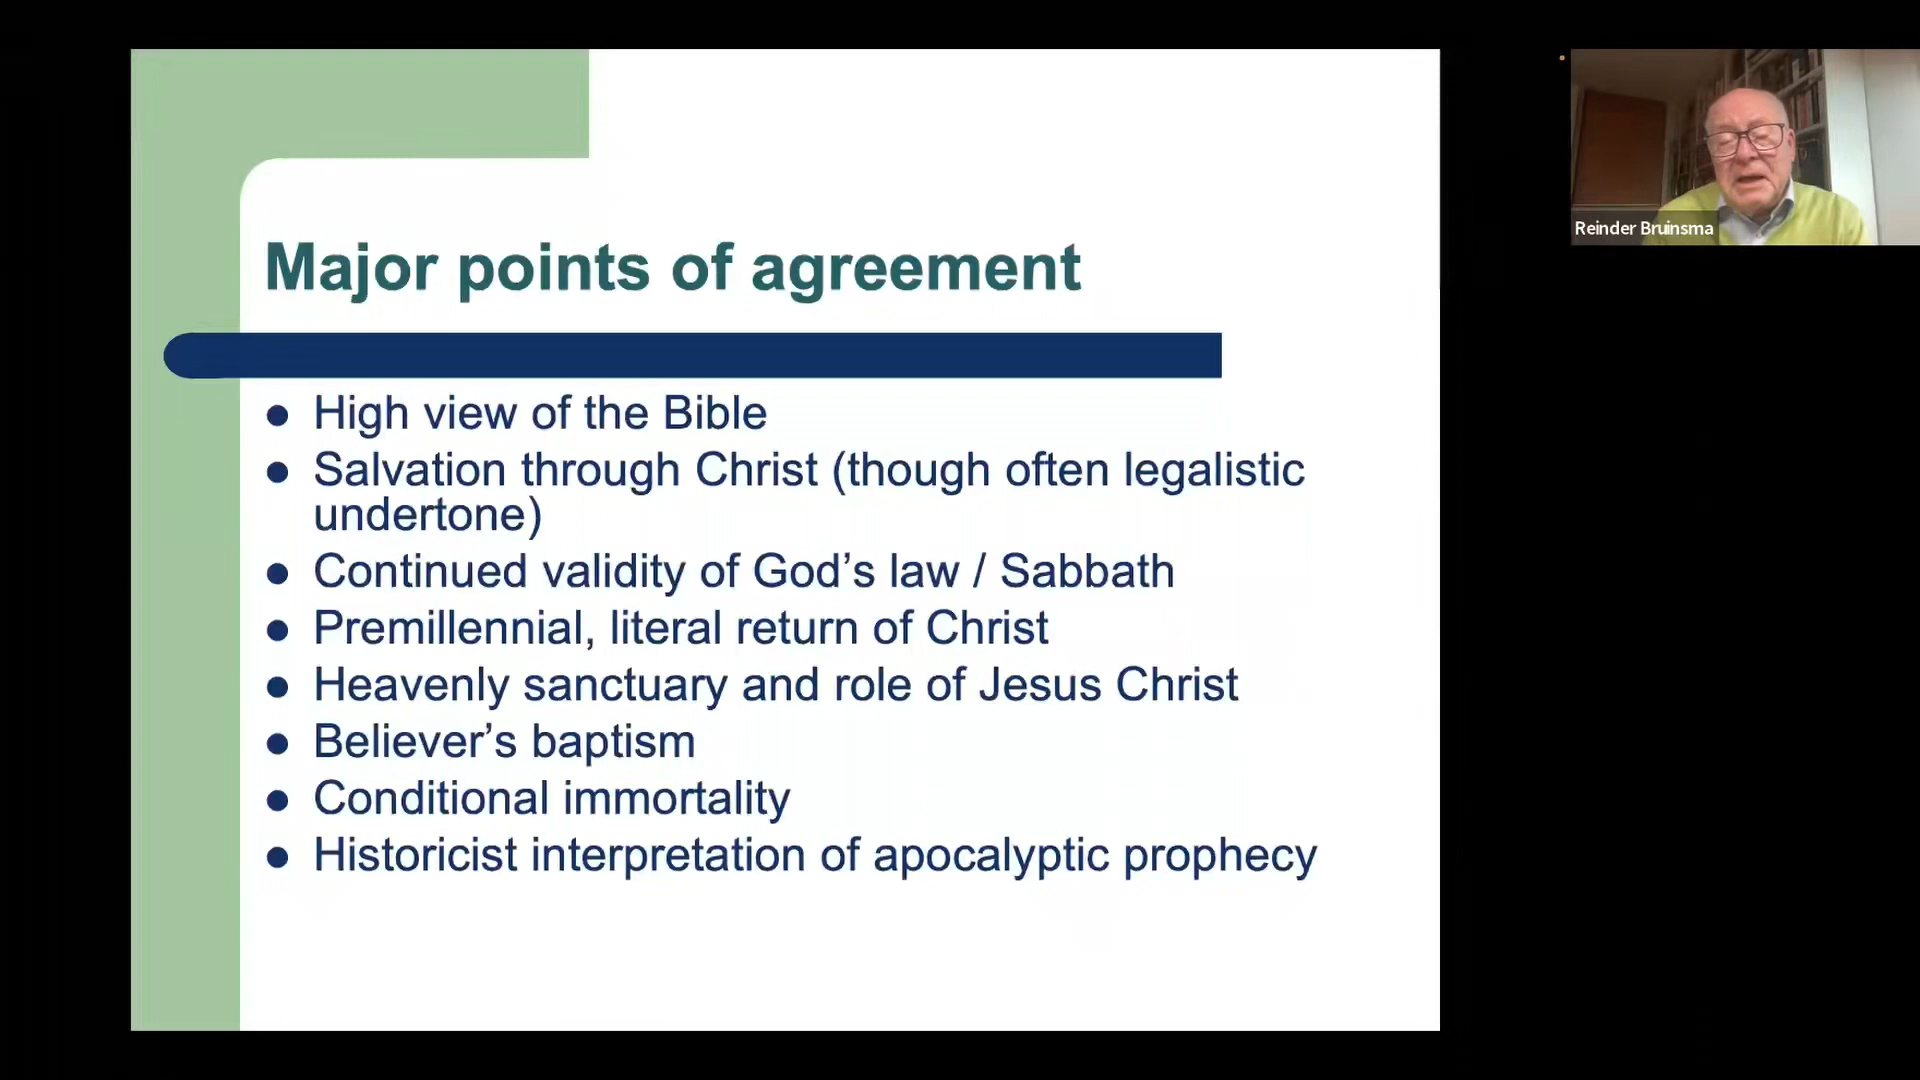 Major points of agreement
High view of the Bible
Salvation through Christ (though often legalistic
undertone)
Continued validity of God’s law / Sabbath
Premillennial, literal return of Christ
Heavenly sanctuary and role of Jesus Christ
Believer’s baptism
Conditional immortality
Historicist interpretation of apocalyptic prophecy
Reinder Bruinsma